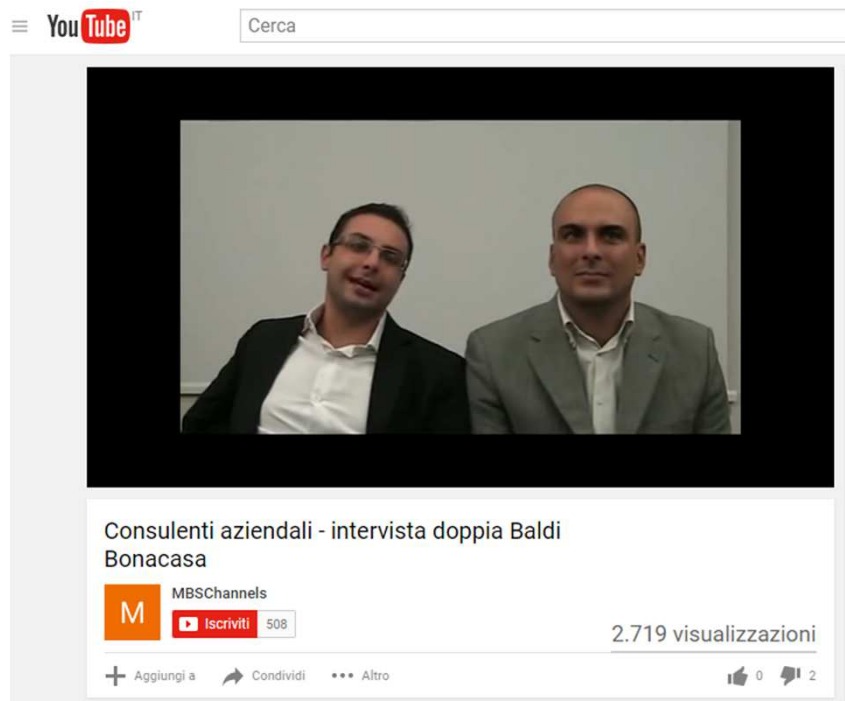 YouTube IT
Cerca
Consulenti aziendali - intervista doppia Baldi
Bonacasa
M
MBSChannels
Iscriviti 508
2.719 visualizzazioni
Aggiungi a Condividi Altro 0 2